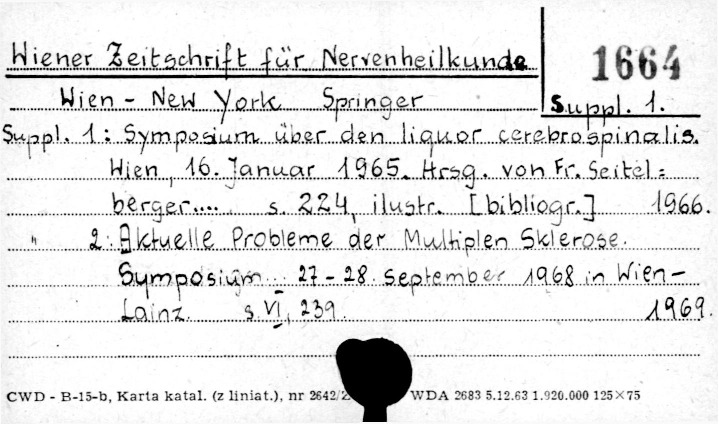 Wiener Zeitschrift für Nervenheilkunde
1664
Wien - New York Springer
Suppl. 1.
Suppl. 1: Symposium über den liquor cerebrospinalis.
Wien, 16. Januar 1965. Hrsg. von Fr. Seitel=
berger.... s. 224, ilustr. [bibliogr.] 1966.
" 2: Aktuelle Probleme der Multiplen Sklerose.
Symposium... 27-28. September 1968 in Wien-
Lainz. s. VI, 239. 1969.
CWD - B-15-b, Karta katal. (z liniat.), nr 2642/ WDA 2683 5.12.63 1.920.000 125×75